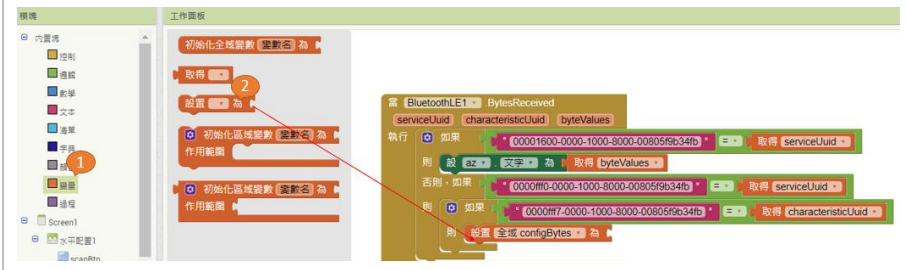 模塊
工作面板
內置塊
控制
邏輯
數學
文本
清單
字典
1
變量
過程
Screen1
水平配置1
scanBtn
初始化全域變數 變數名 為
取得
2
設置 為
初始化區域變數 變數名 為
作用範圍
初始化區域變數 變數名 為
作用範圍
當 BluetoothLE1 .BytesReceived
serviceUuid characteristicUuid byteValues
執行 如果 " 00001600-0000-1000-8000-00805f9b34fb " = 取得 serviceUuid
則 設 az . 文字 為 取得 byteValues
否則，如果 " 0000fff0-0000-1000-8000-00805f9b34fb " = 取得 serviceUuid
則 如果 " 0000fff7-0000-1000-8000-00805f9b34fb " = 取得 characteristicUuid
則 設置 全域 configBytes 為